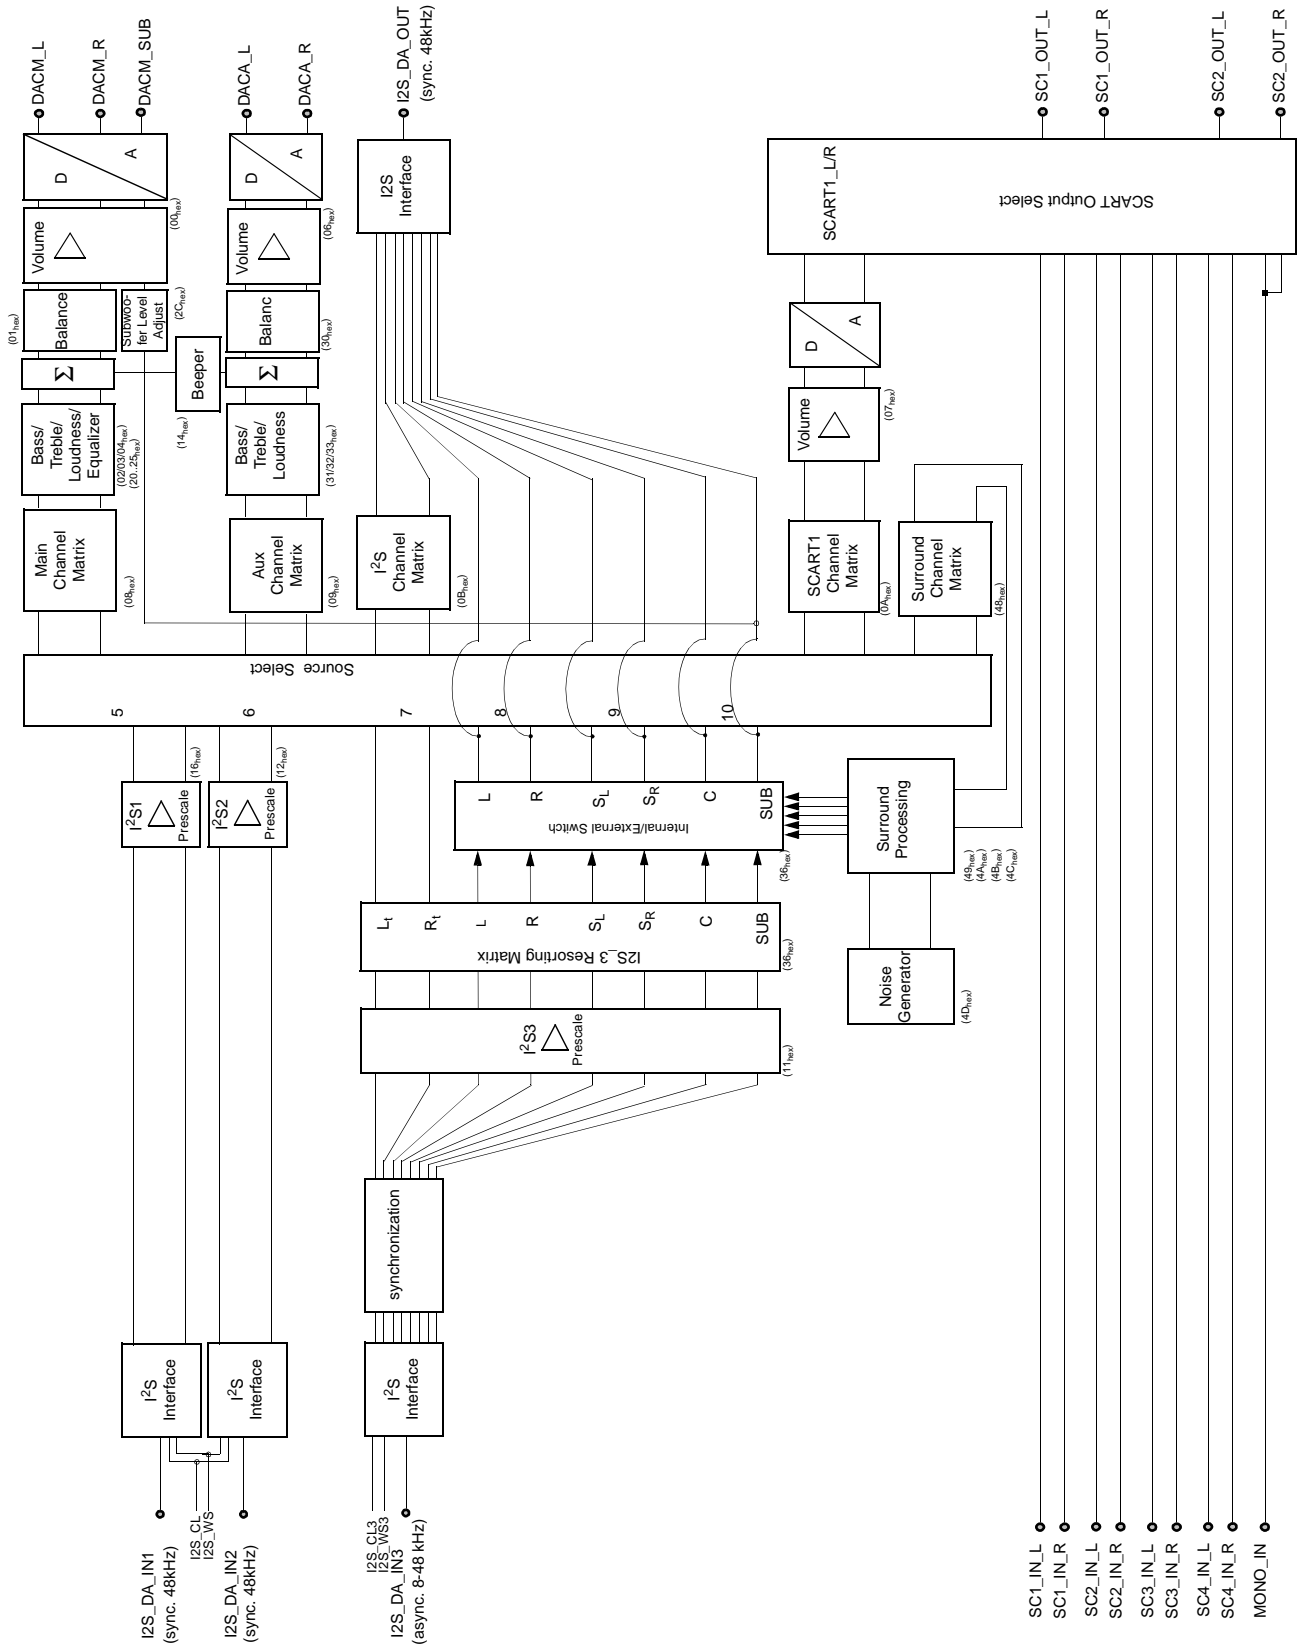 I2S_DA_IN1
(sync. 48kHz)
I2S_CL
I2S_WS
I2S_DA_IN2
(sync. 48kHz)
I2S_CL3
I2S_WS3
I2S_DA_IN3
(async. 8-48 kHz)
SC1_IN_L
SC1_IN_R
SC2_IN_L
SC2_IN_R
SC3_IN_L
SC3_IN_R
SC4_IN_L
SC4_IN_R
MONO_IN
I²S
Interface
I²S
Interface
I²S
Interface
synchronization
I²S3
Prescale
(11hex)
Lt
Rt
L
R
SL
SR
C
SUB
I2S_3 Resorting Matrix
(36hex)
Noise
Generator
(4Dhex)
I²S1
Prescale
(16hex)
I²S2
Prescale
(12hex)
L
R
SL
SR
C
SUB
Internal/External Switch
(36hex)
Surround
Processing
(49hex)
(4Ahex)
(4Bhex)
(4Chex)
5
6
7
8
9
10
Source Select
Main
Channel
Matrix
(08hex)
Aux
Channel
Matrix
(09hex)
I²S
Channel
Matrix
(0Bhex)
SCART1
Channel
Matrix
(0Ahex)
Surround
Channel
Matrix
(48hex)
Bass/
Treble/
Loudness/
Equalizer
(02/03/04hex)
(20..25hex)
Beeper
(14hex)
Bass/
Treble/
Loudness
(31/32/33hex)
Σ
Σ
Balance
(01hex)
Subwoo-
fer Level
Adjust
(2Chex)
Balanc
(30hex)
Volume
(00hex)
Volume
(06hex)
Volume
(07hex)
D
A
D
A
D
A
I2S
Interface
SCART1_L/R
SCART Output Select
DACM_L
DACM_R
DACM_SUB
DACA_L
DACA_R
I2S_DA_OUT
(sync. 48kHz)
SC1_OUT_L
SC1_OUT_R
SC2_OUT_L
SC2_OUT_R